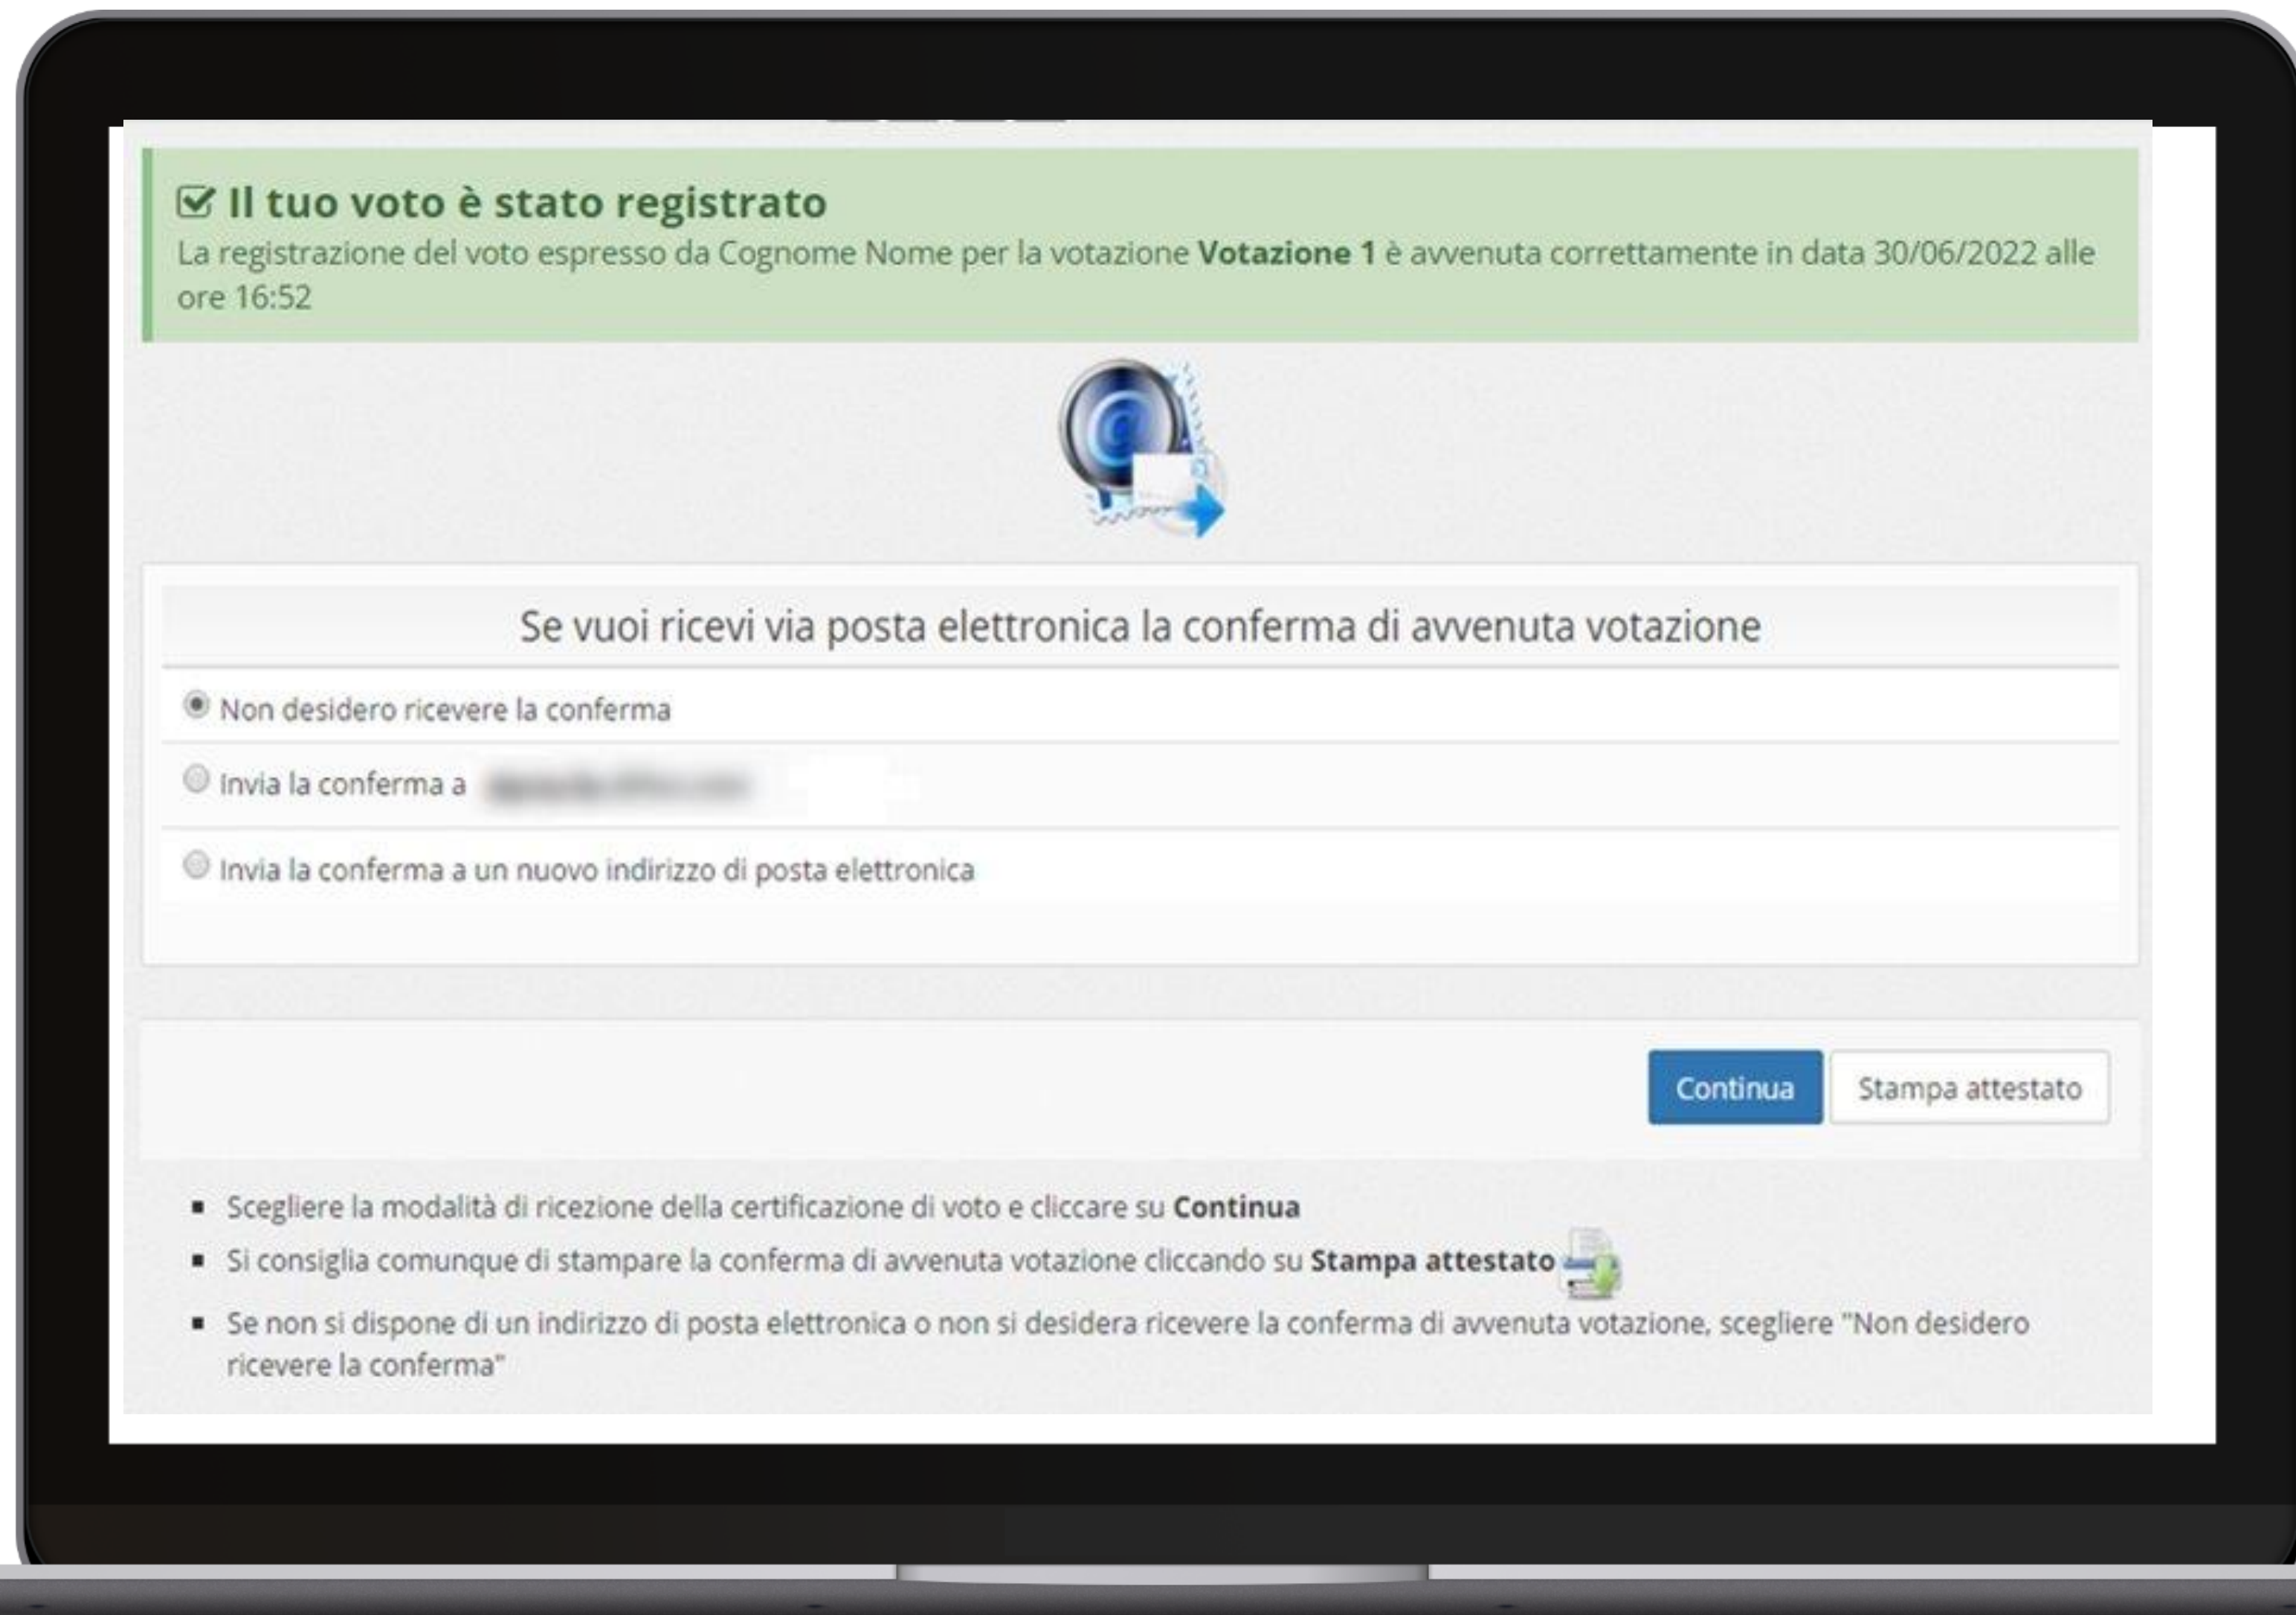 Il tuo voto è stato registrato
La registrazione del voto espresso da Cognome Nome per la votazione Votazione 1 è avvenuta correttamente in data 30/06/2022 alle
ore 16:52
Se vuoi ricevi via posta elettronica la conferma di avvenuta votazione
Non desidero ricevere la conferma
Invia la conferma a
Invia la conferma a un nuovo indirizzo di posta elettronica
Continua Stampa attestato
Scegliere la modalità di ricezione della certificazione di voto e cliccare su Continua
Si consiglia comunque di stampare la conferma di avvenuta votazione cliccando su Stampa attestato
Se non si dispone di un indirizzo di posta elettronica o non si desidera ricevere la conferma di avvenuta votazione, scegliere "Non desidero
ricevere la conferma"